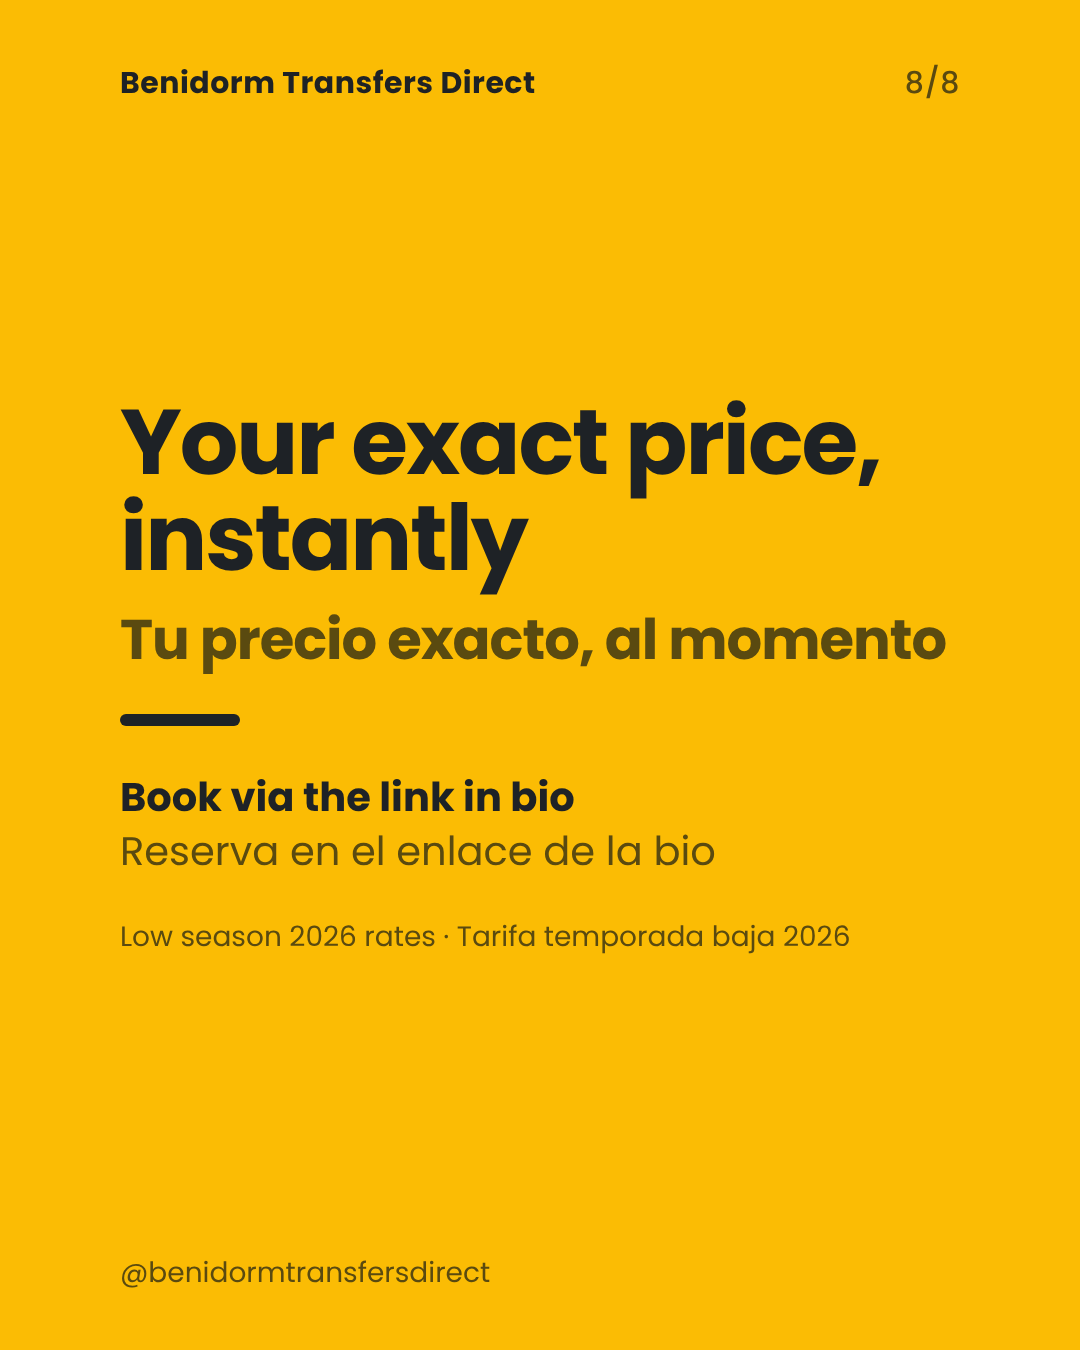 Benidorm Transfers Direct
8/8
Your exact price,
instantly
Tu precio exacto, al momento
Book via the link in bio
Reserva en el enlace de la bio
Low season 2026 rates · Tarifa temporada baja 2026
@benidormtransfersdirect